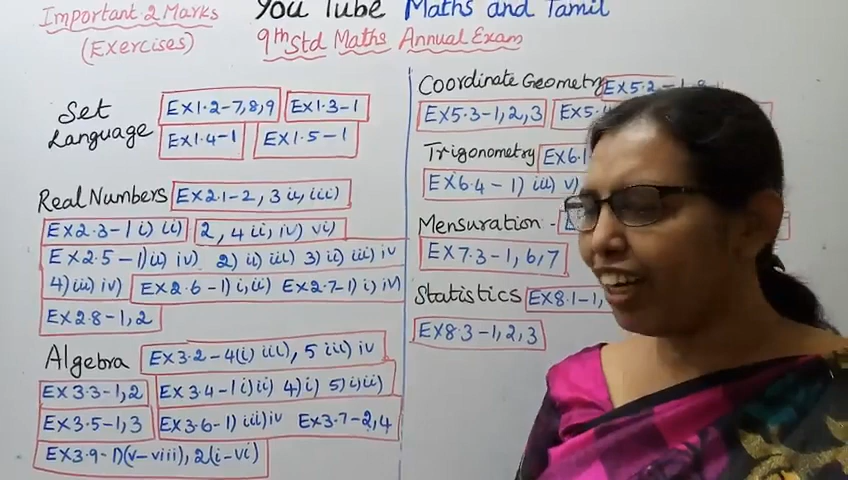 Important 2 Marks
(Exercises)
You Tube Maths and Tamil
9th Std Maths Annual Exam
Set
Language
EX1.2-7,8,9
EX1.3-1
EX1.4-1
EX1.5-1
Real Numbers
EX2.1-2, 3 ii, iii)
EX2.3-1 i) ii)
2, 4 ii, iv) vi)
EX2.5-1)ii) iv) 2) ii) iii) 3) ii) iii) iv
4)iii) iv)
EX2.6-1) i, ii) EX2.7-1) i, iv)
EX2.8-1,2
Algebra
EX3.2-4(i) iii), 5 iii) iv
EX3.3-1,2
EX3.4-1 i) ii) 4) i) 5) i, ii)
EX3.5-1,3
EX3.6-1) iii) iv EX3.7-2,4
EX3.9-1)(v-viii), 2(i-vi)
Coordinate Geometry
EX5.2-1
EX5.3-1,2,3
EX5.
Trigonometry
EX6.1
EX6.4-1) iii) v)
Mensuration -
EX7.3-1,6,7
Statistics
EX8.1-1,
EX8.3-1,2,3